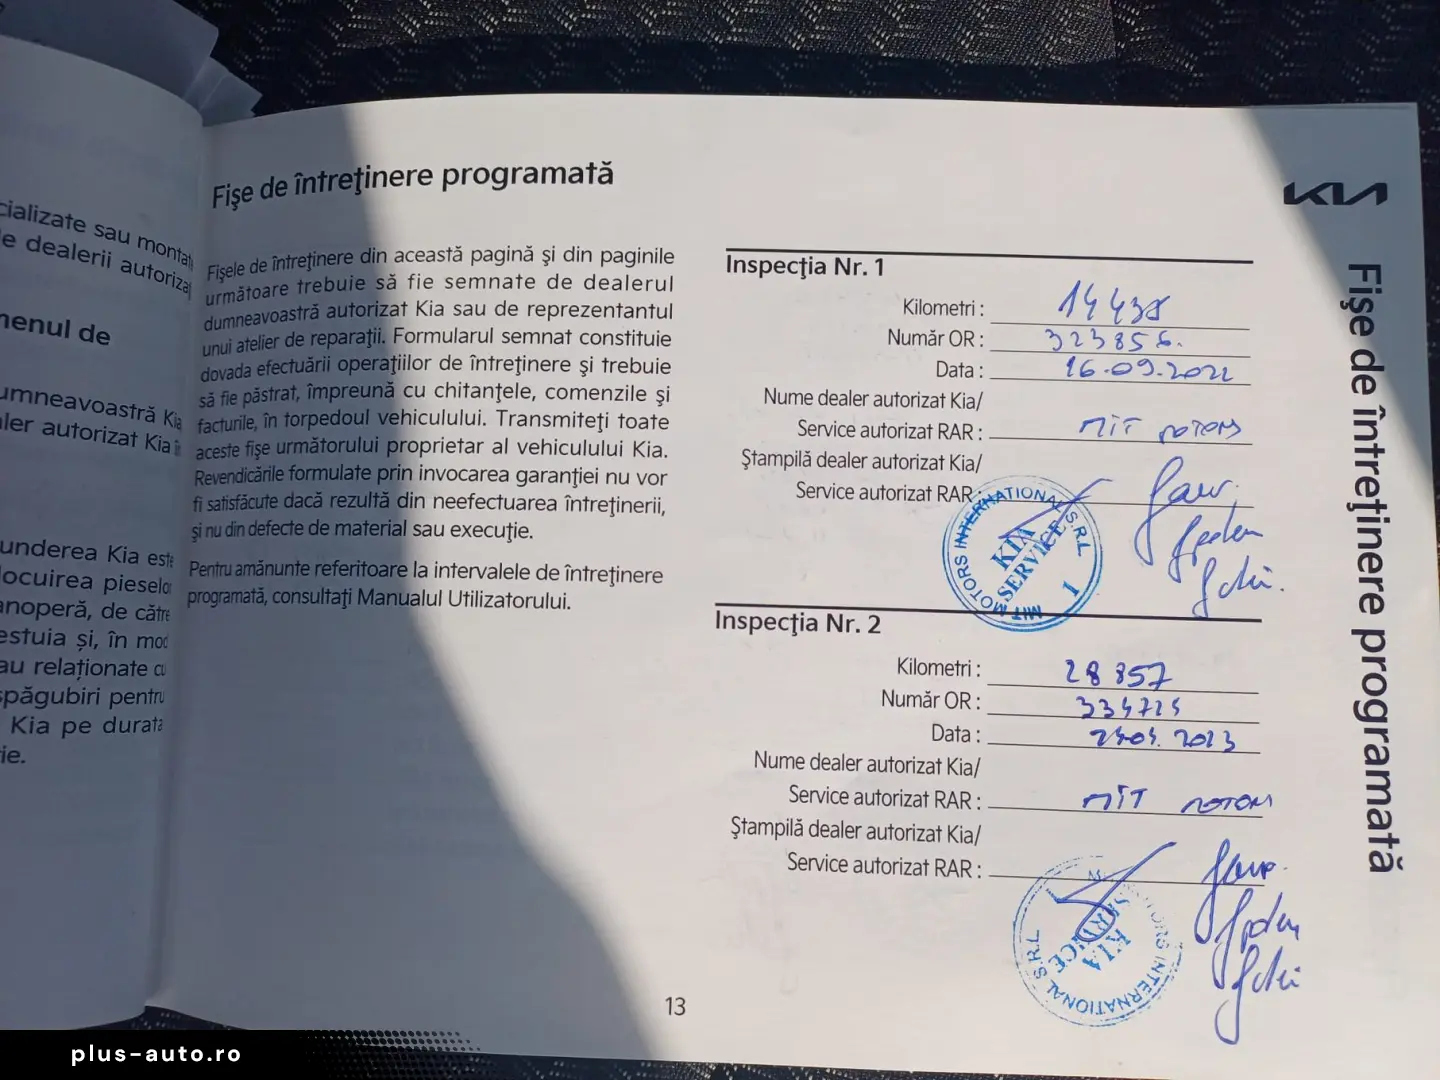 cializate sau montat
e dealerii autoriza
menul de
umneavoastră Kia
ler autorizat Kia
underea Kia este
locuirea pieselo
anoperă, de către
estuia și, în mod
au relaționate cu
spăgubiri pentru
Kia pe durata
ie.
Fişe de întreţinere programată
Fişele de întreţinere din această pagină şi din paginile
următoare trebuie să fie semnate de dealerul
dumneavoastră autorizat Kia sau de reprezentantul
unui atelier de reparaţii. Formularul semnat constituie
dovada efectuării operaţiilor de întreţinere şi trebuie
să fie păstrat, împreună cu chitanţele, comenzile şi
facturile, în torpedoul vehiculului. Transmiteţi toate
aceste fişe următorului proprietar al vehiculului Kia.
Revendicările formulate prin invocarea garanţiei nu vor
fi satisfăcute dacă rezultă din neefectuarea întreţinerii,
şi nu din defecte de material sau execuţie.
Pentru amănunte referitoare la intervalele de întreţinere
programată, consultaţi Manualul Utilizatorului.
Inspecţia Nr. 1
Kilometri : 14438
Număr OR : 323856.
Data : 16.09.2022
Nume dealer autorizat Kia/
Service autorizat RAR : MIT MOTORS
Ştampilă dealer autorizat Kia/
Service autorizat RAR
MIT MOTORS INTERNATIONAL S.R.L
KIA
SERVICE
1
Inspecţia Nr. 2
Kilometri : 28 857
Număr OR :
Data : 2023
Nume dealer autorizat Kia/
Service autorizat RAR : MIT MOTORS
Ştampilă dealer autorizat Kia/
Service autorizat RAR :
MOTORS INTERNATIONAL S.R.L
KIA
SERVICE
13
KIA
Fişe de întreţinere programată
plus-auto.ro